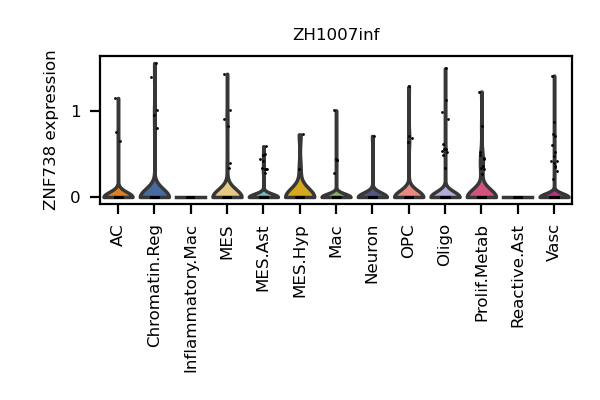 ZH1007inf
ZNF738 expression
1
0
AC
Chromatin.Reg
Inflammatory.Mac
MES
MES.Ast
MES.Hyp
Mac
Neuron
OPC
Oligo
Prolif.Metab
Reactive.Ast
Vasc